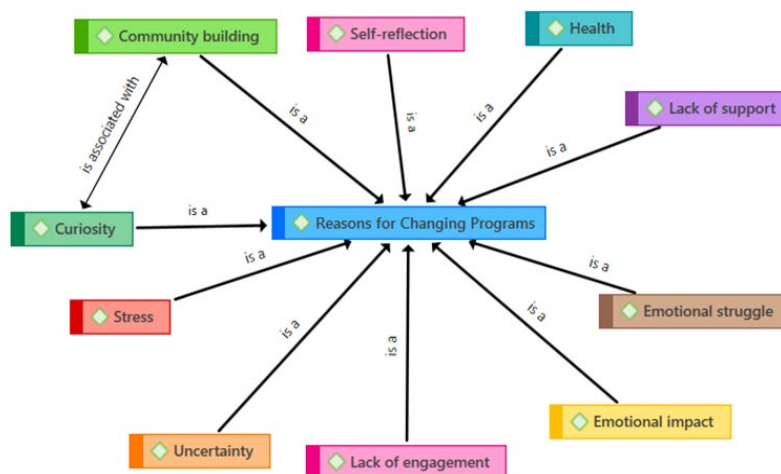 Community building
Self-reflection
Health
Lack of support
is associated with
is a
is a
is a
is a
Curiosity
is a
Reasons for Changing Programs
Stress
is a
is a
Emotional struggle
is a
is a
is a
Uncertainty
Lack of engagement
Emotional impact